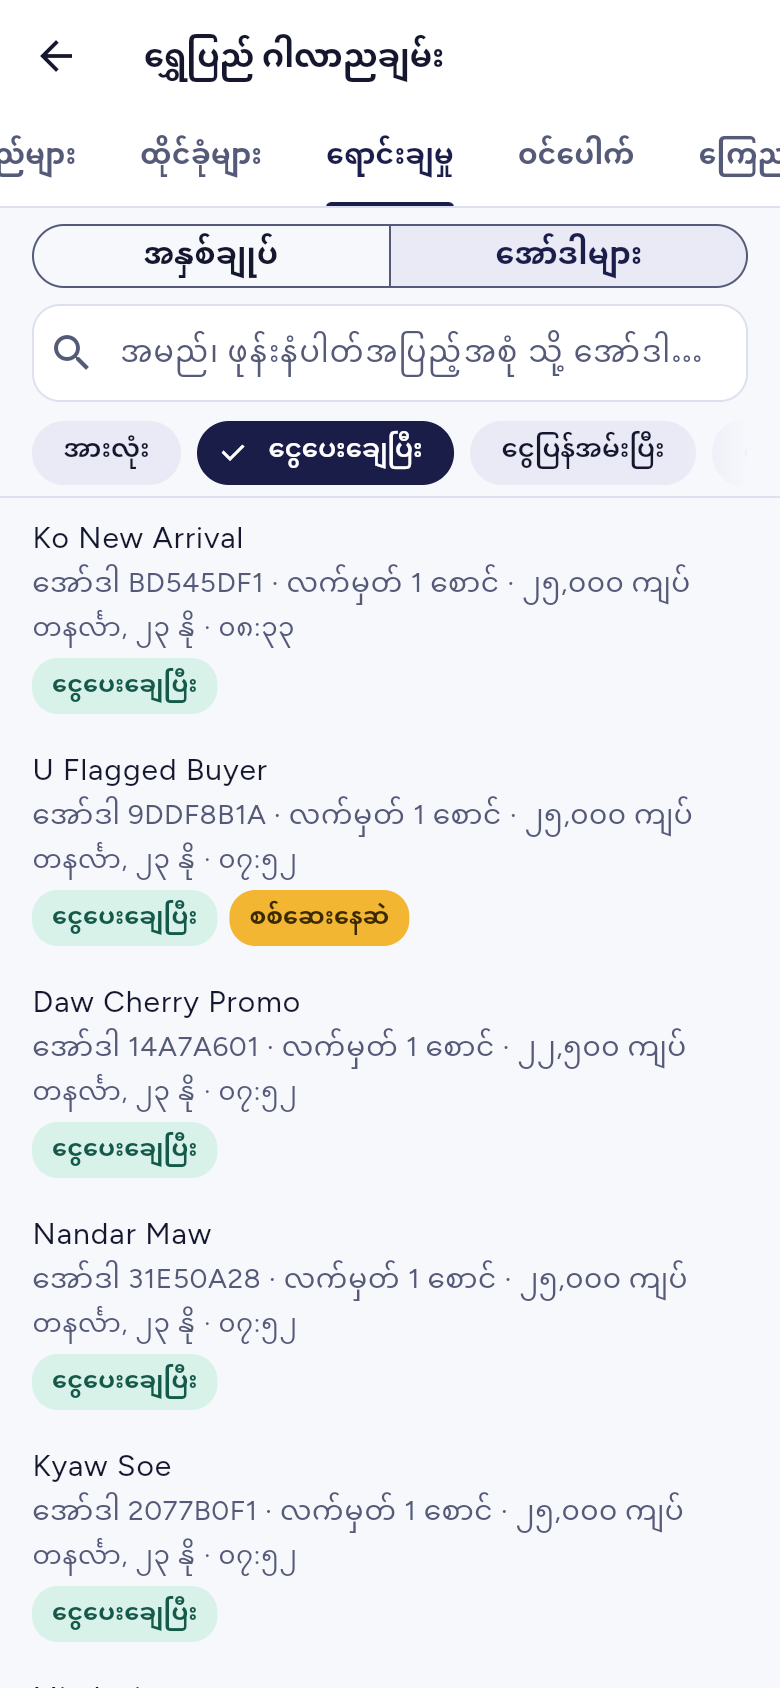 ရွှေပြည် ဂါလာညချမ်း
ည်များ ထိုင်ခုံများ ရောင်းချမှု ဝင်ပေါက် ကြေည
အနှစ်ချုပ် အော်ဒါများ
အမည်၊ ဖုန်းနံပါတ်အပြည့်အစုံ သို့ အော်ဒါ...
အားလုံး ငွေပေးချေပြီး ငွေပြန်အမ်းပြီး
Ko New Arrival
အော်ဒါ BD545DF1 · လက်မှတ် 1 စောင် · ၂၅,၀၀၀ ကျပ်
တနင်္လာ, ၂၃ နို · ၀၈:၃၃
ငွေပေးချေပြီး
U Flagged Buyer
အော်ဒါ 9DDF8B1A · လက်မှတ် 1 စောင် · ၂၅,၀၀၀ ကျပ်
တနင်္လာ, ၂၃ နို · ၀၇:၅၂
ငွေပေးချေပြီး စစ်ဆေးနေဆဲ
Daw Cherry Promo
အော်ဒါ 14A7A601 · လက်မှတ် 1 စောင် · ၂၂,၅၀၀ ကျပ်
တနင်္လာ, ၂၃ နို · ၀၇:၅၂
ငွေပေးချေပြီး
Nandar Maw
အော်ဒါ 31E50A28 · လက်မှတ် 1 စောင် · ၂၅,၀၀၀ ကျပ်
တနင်္လာ, ၂၃ နို · ၀၇:၅၂
ငွေပေးချေပြီး
Kyaw Soe
အော်ဒါ 2077B0F1 · လက်မှတ် 1 စောင် · ၂၅,၀၀၀ ကျပ်
တနင်္လာ, ၂၃ နို · ၀၇:၅၂
ငွေပေးချေပြီး